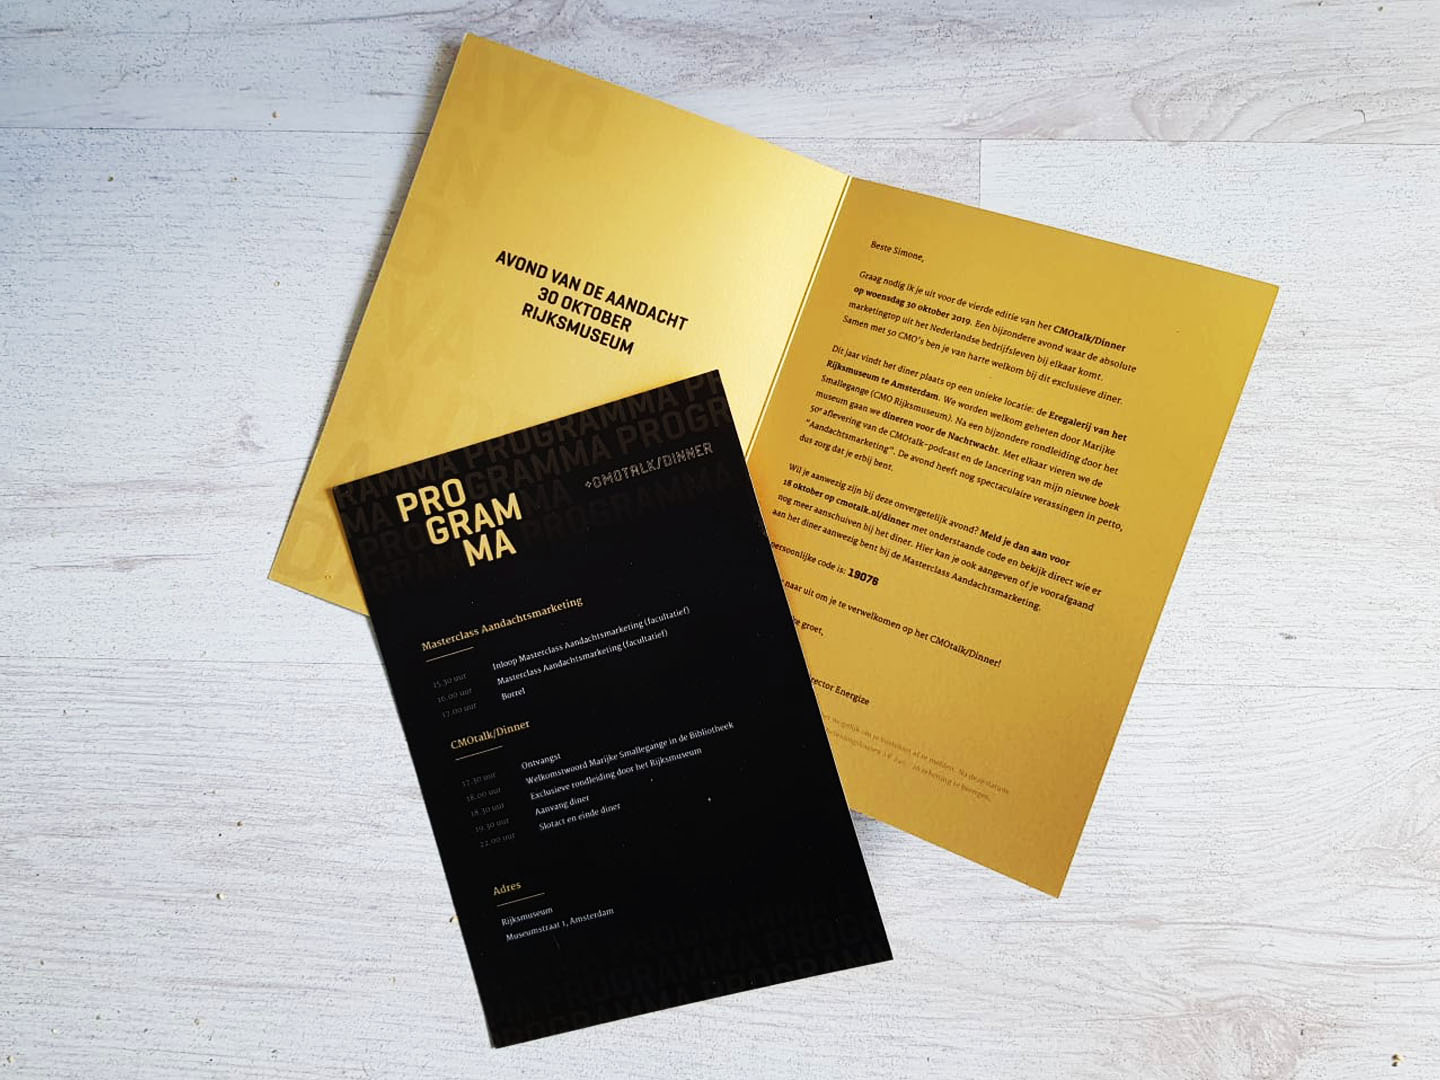 AVOND VAN DE AANDACHT
30 OKTOBER
RIJKSMUSEUM
Beste Simone,
Graag nodig ik je uit voor de vierde editie van het CMOtalk/Dinner
op woensdag 30 oktober 2019. Een bijzondere avond waar de absolute
marketingtop uit het Nederlandse bedrijfsleven bij elkaar komt.
Samen met 50 CMO's ben je van harte welkom bij dit exclusieve diner.
Dit jaar vindt het diner plaats op een unieke locatie: de Eregalerij van het
Rijksmuseum te Amsterdam. We worden welkom geheten door Marijke
Smallegange (CMO Rijksmuseum). Na een bijzondere rondleiding door het
museum gaan we dineren voor de Nachtwacht. Met elkaar vieren we de
50e aflevering van de CMOtalk-podcast en de lancering van mijn nieuwe boek
"Aandachtsmarketing". De avond heeft nog spectaculaire verassingen in petto,
dus zorg dat je erbij bent.
Wil je aanwezig zijn bij deze onvergetelijk avond? Meld je dan aan voor
18 oktober op cmotalk.nl/dinner met onderstaande code en bekijk direct wie er
nog meer aanschuiven bij het diner. Hier kan je ook aangeven of je voorafgaand
aan het diner aanwezig bent bij de Masterclass Aandachtsmarketing.
persoonlijke code is: 19076
naar uit om je te verwelkomen op het CMOtalk/Dinner!
groet,
Energize
PRO
GRAM
MA
+CMOTALK/DINNER
Masterclass Aandachtsmarketing
15.30 uur Inloop Masterclass Aandachtsmarketing (facultatief)
16.00 uur Masterclass Aandachtsmarketing (facultatief)
17.00 uur Borrel
CMOtalk/Dinner
17.30 uur Ontvangst
18.00 uur Welkomstwoord Marijke Smallegange in de Bibliotheek
18.30 uur Exclusieve rondleiding door het Rijksmuseum
19.30 uur Aanvang diner
22.00 uur Slotact en einde diner
Adres
Rijksmuseum
Museumstraat 1, Amsterdam